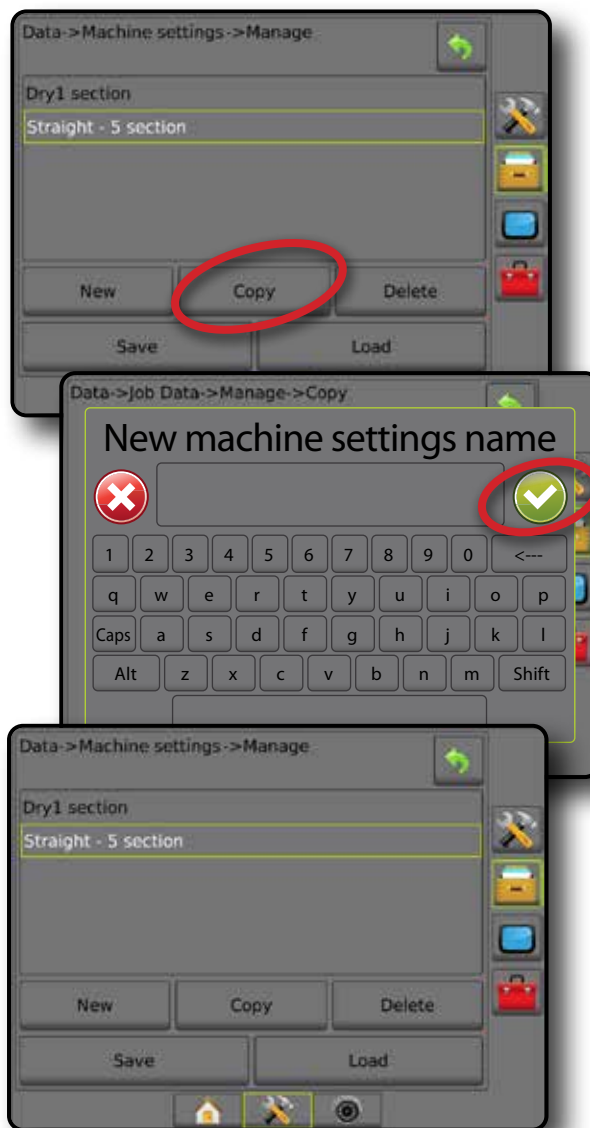 Data->Machine settings->Manage
Dry1 section
Straight - 5 section
New Copy Delete
Save Load
Data->Job Data->Manage->Copy
New machine settings name
1 2 3 4 5 6 7 8 9 0 <---
q w e r t y u i o p
Caps a s d f g h j k l
Alt z x c v b n m Shift
Data->Machine settings->Manage
Dry1 section
Straight - 5 section
New Copy Delete
Save Load